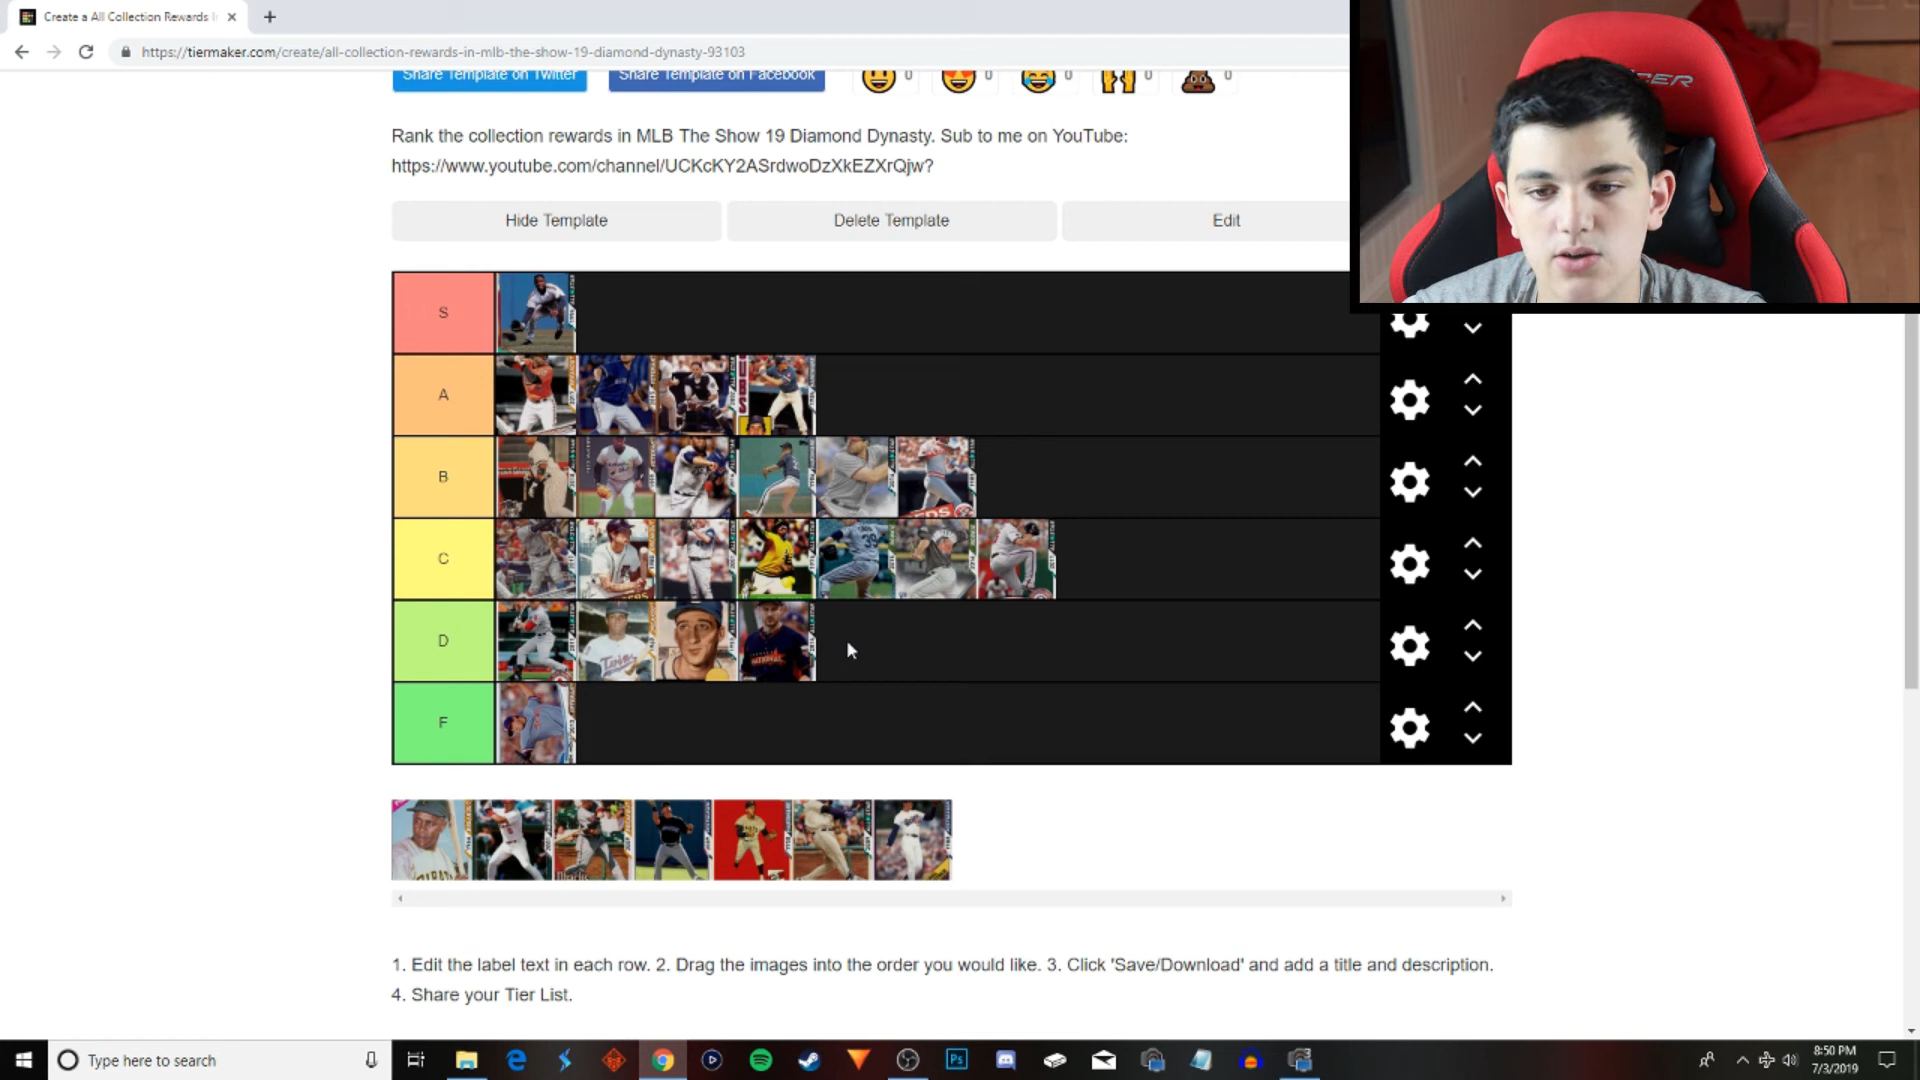 Create a All Collection Rewards
https://tiermaker.com/create/all-collection-rewards-in-mlb-the-show-19-diamond-dynasty-93103
Share Template on Twitter
Share Template on Facebook
0
0
0
0
0
Rank the collection rewards in MLB The Show 19 Diamond Dynasty. Sub to me on YouTube:
https://www.youtube.com/channel/UCKcKY2ASrdwoDzXkEZXrQjw?
Hide Template
Delete Template
Edit
S
A
B
C
D
F
CUBS
REDS
39
Twins
1. Edit the label text in each row. 2. Drag the images into the order you would like. 3. Click 'Save/Download' and add a title and description.
4. Share your Tier List.
Type here to search
Ps
8:50 PM
7/3/2019